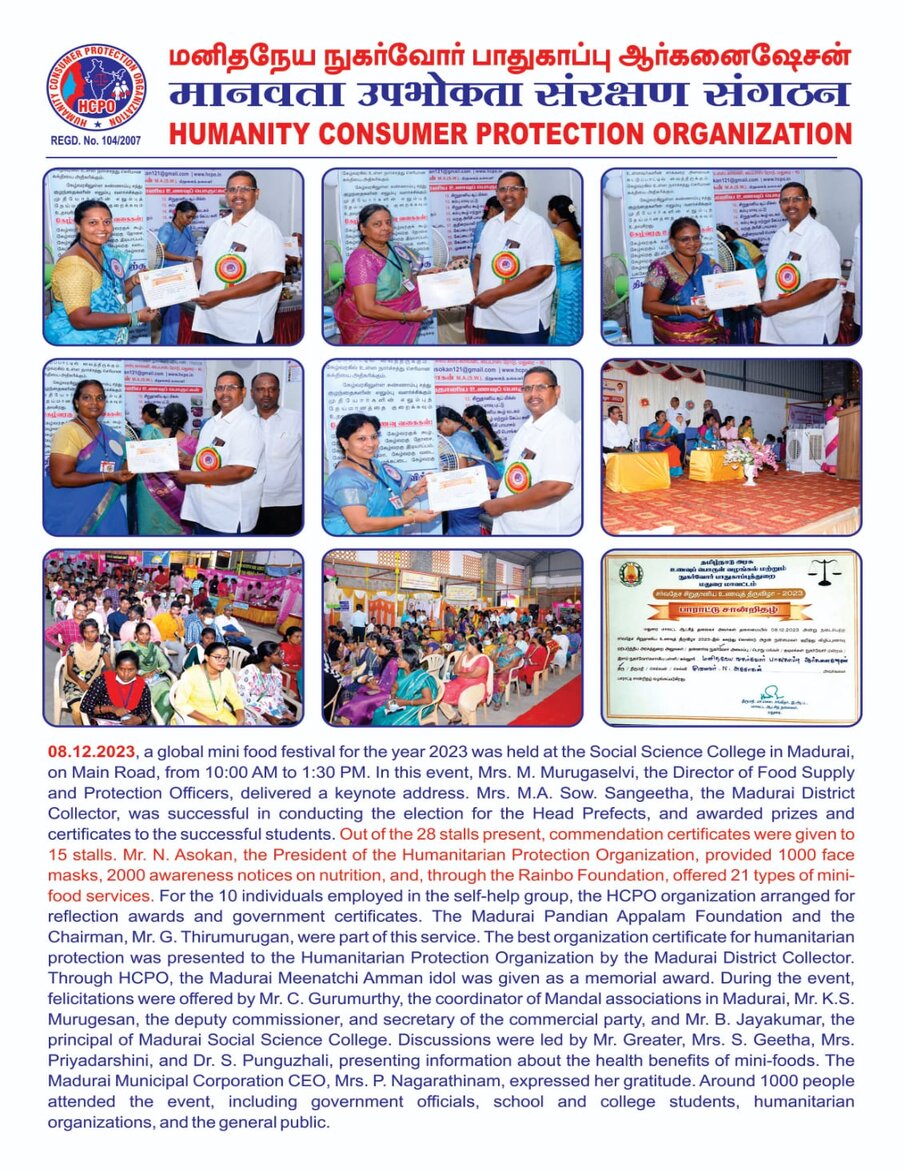 மனிதநேய நுகர்வோர் பாதுகாப்பு ஆர்கனைஷேசன்
मानवता उपभोकता संरक्षण संगठन
HUMANITY CONSUMER PROTECTION ORGANIZATION
HUMANITY CONSUMER PROTECTION ORGANIZATION
HCPO
REGD. No. 104/2007
தமிழ்நாடு அரசு
உணவுப் பொருள் வழங்கல் மற்றும்
நுகர்வோர் பாதுகாப்புத்துறை
மதுரை மாவட்டம்
சர்வதேச சிறுதானிய உணவுத் திருவிழா - 2023
பாராட்டு சான்றிதழ்
08.12.2023, a global mini food festival for the year 2023 was held at the Social Science College in Madurai,
on Main Road, from 10:00 AM to 1:30 PM. In this event, Mrs. M. Murugaselvi, the Director of Food Supply
and Protection Officers, delivered a keynote address. Mrs. M.A. Sow. Sangeetha, the Madurai District
Collector, was successful in conducting the election for the Head Prefects, and awarded prizes and
certificates to the successful students. Out of the 28 stalls present, commendation certificates were given to
15 stalls. Mr. N. Asokan, the President of the Humanitarian Protection Organization, provided 1000 face
masks, 2000 awareness notices on nutrition, and, through the Rainbo Foundation, offered 21 types of mini-
food services. For the 10 individuals employed in the self-help group, the HCPO organization arranged for
reflection awards and government certificates. The Madurai Pandian Appalam Foundation and the
Chairman, Mr. G. Thirumurugan, were part of this service. The best organization certificate for humanitarian
protection was presented to the Humanitarian Protection Organization by the Madurai District Collector.
Through HCPO, the Madurai Meenatchi Amman idol was given as a memorial award. During the event,
felicitations were offered by Mr. C. Gurumurthy, the coordinator of Mandal associations in Madurai, Mr. K.S.
Murugesan, the deputy commissioner, and secretary of the commercial party, and Mr. B. Jayakumar, the
principal of Madurai Social Science College. Discussions were led by Mr. Greater, Mrs. S. Geetha, Mrs.
Priyadarshini, and Dr. S. Punguzhali, presenting information about the health benefits of mini-foods. The
Madurai Municipal Corporation CEO, Mrs. P. Nagarathinam, expressed her gratitude. Around 1000 people
attended the event, including government officials, school and college students, humanitarian
organizations, and the general public.